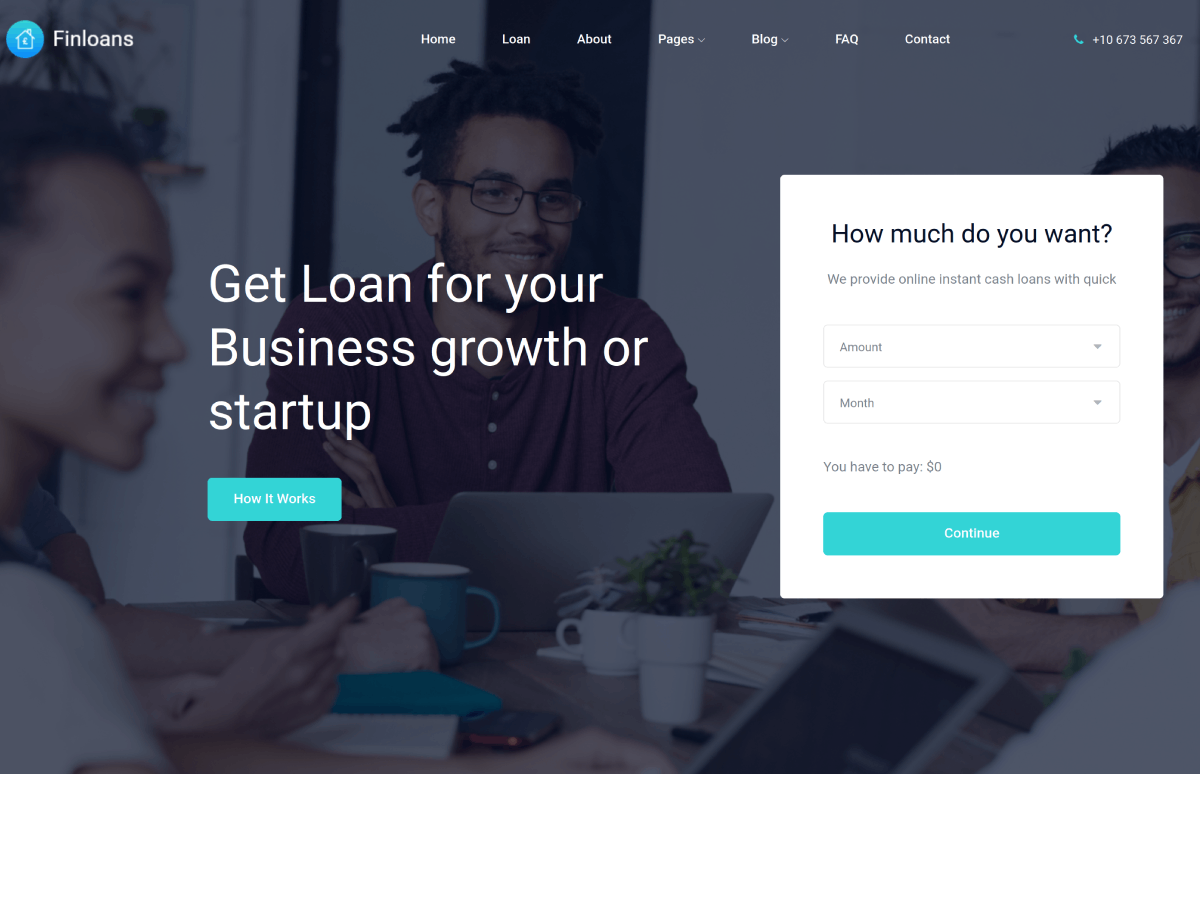 Finloans
Home
Loan
About
Pages
Blog
FAQ
Contact
+10 673 567 367
Get Loan for your
Business growth or
startup
How It Works
How much do you want?
We provide online instant cash loans with quick
Amount
Month
You have to pay: $0
Continue